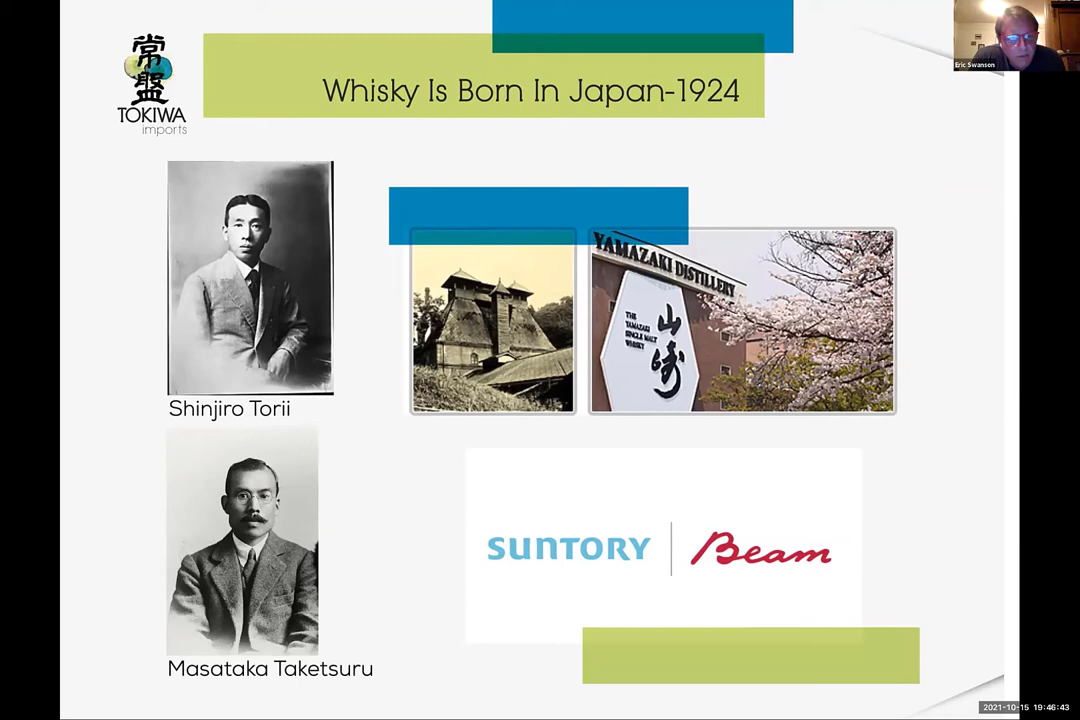 常盤
TOKIWA
imports
Whisky Is Born In Japan-1924
Eric Swanson
Shinjiro Torii
YAMAZAKI DISTILLERY
THE
YAMAZAKI
SINGLE MALT
WHISKY
山崎
Masataka Taketsuru
SUNTORY
Beam
2021-10-15 19:46:43